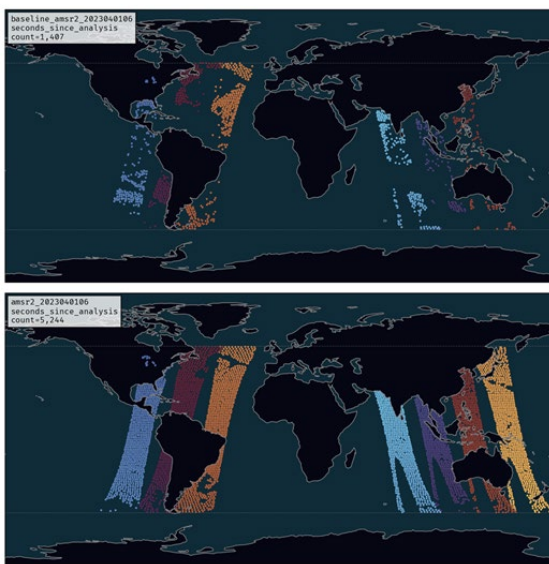 baseline_amsr2_2023040106
seconds_since_analysis
count=1,407
amsr2_2023040106
seconds_since_analysis
count=5,244